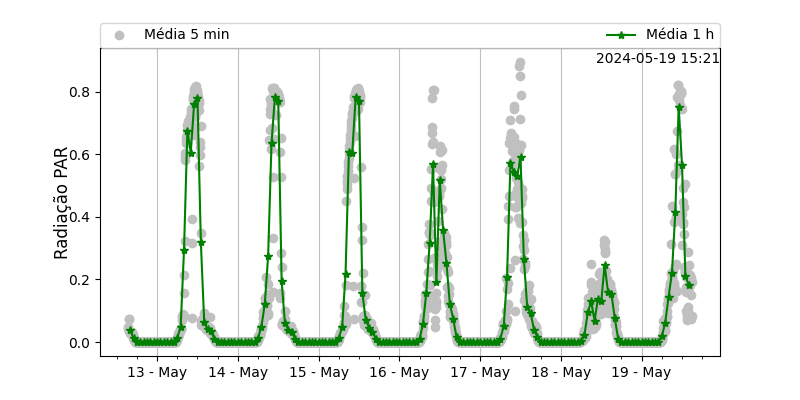 Média 5 min
Média 1 h
2024-05-19 15:21
Radiação PAR
0.8
0.6
0.4
0.2
0.0
13 - May
14 - May
15 - May
16 - May
17 - May
18 - May
19 - May